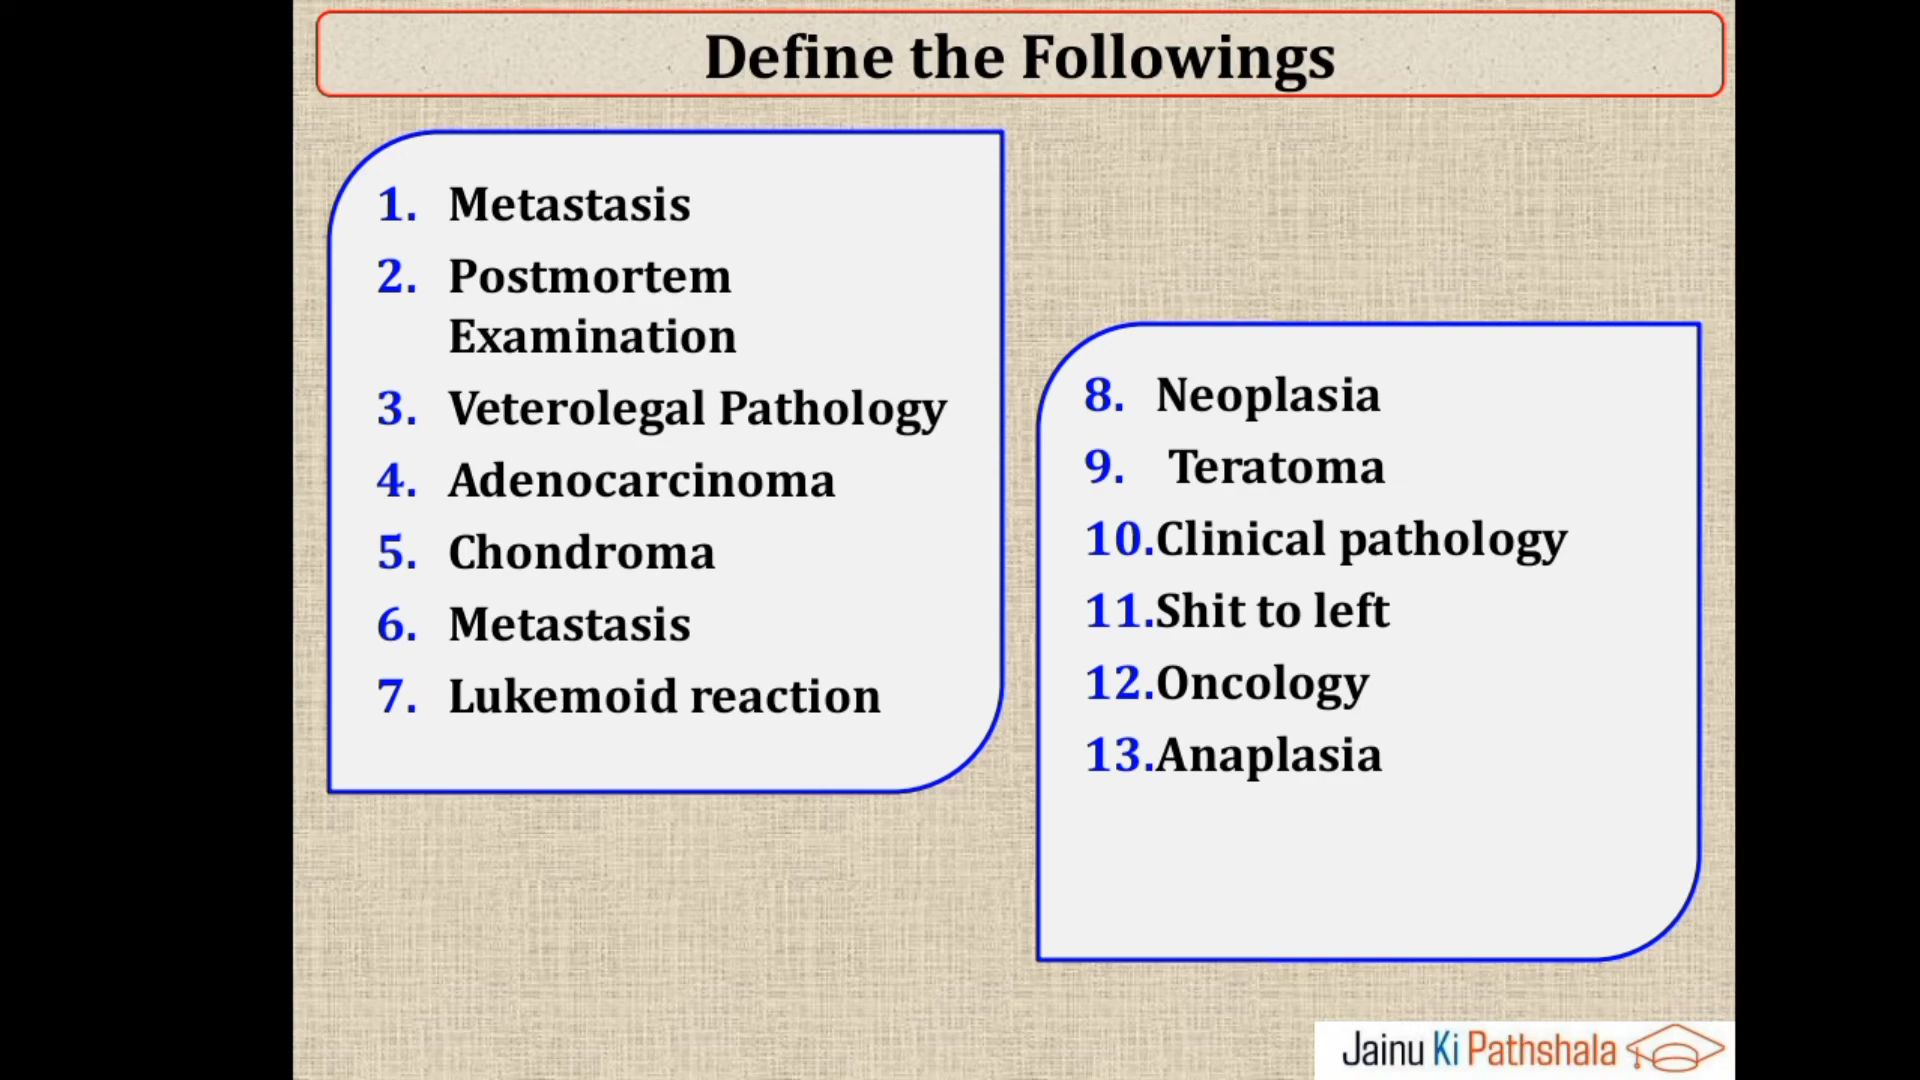 Define the Followings
1. Metastasis
2. Postmortem
Examination
3. Veterolegal Pathology
4. Adenocarcinoma
5. Chondroma
6. Metastasis
7. Lukemoid reaction
8. Neoplasia
9. Teratoma
10.Clinical pathology
11.Shit to left
12.Oncology
13.Anaplasia
Jainu Ki Pathshala